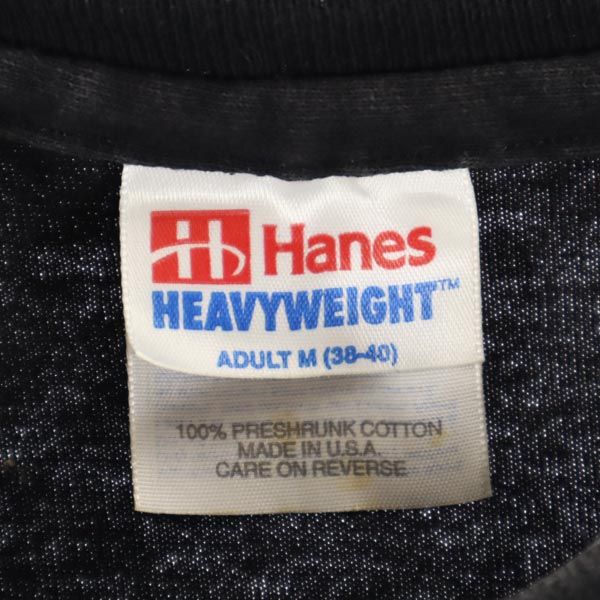 H Hanes
HEAVYWEIGHT™
ADULT M (38-40)
100% PRESHRUNK COTTON
MADE IN U.S.A.
CARE ON REVERSE